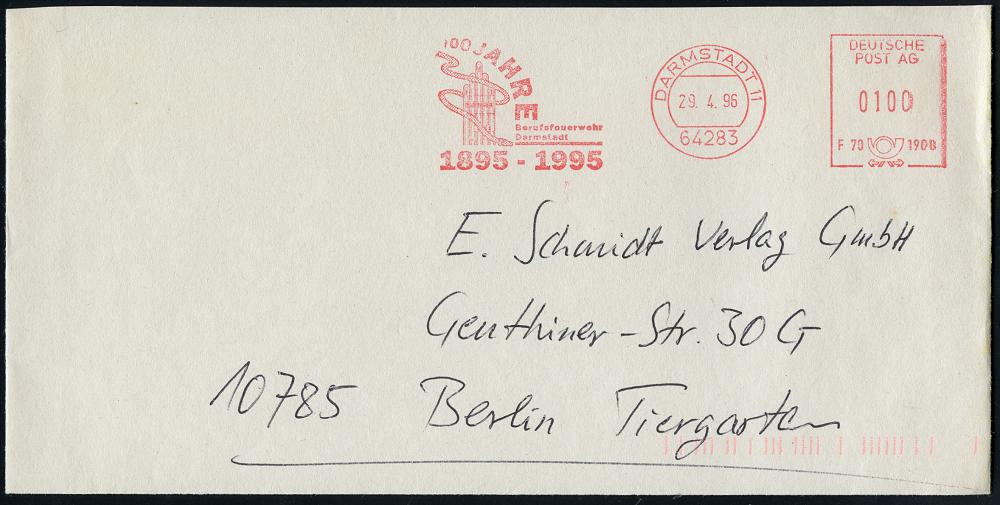 100 JAHRE
Berufsfeuerwehr
Darmstadt
1895 - 1995
DARMSTADT 11
29. 4. 96
64283
DEUTSCHE
POST AG
0100
F 70 1908
E. Schmidt Verlag GmbH
Genthiner-Str. 30 G
10785 Berlin Tiergarten